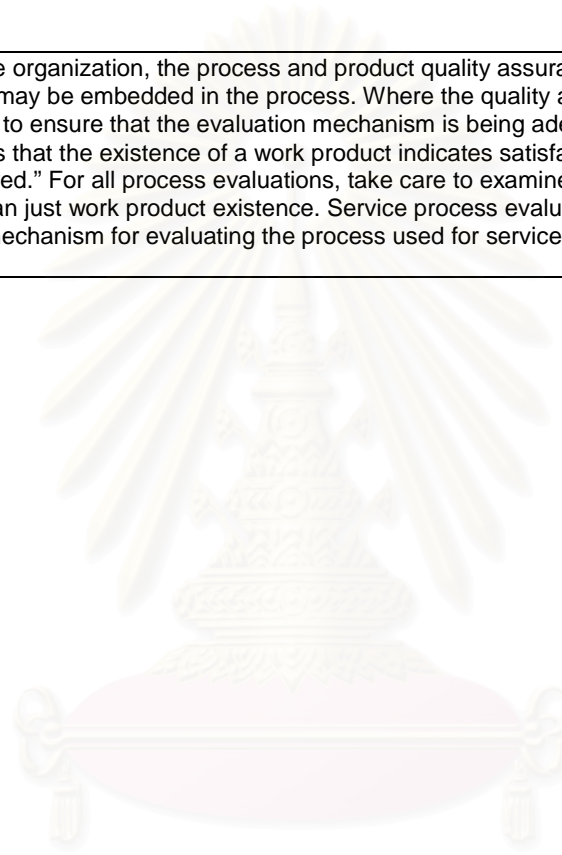 e organization, the process and product quality assura
may be embedded in the process. Where the quality a
to ensure that the evaluation mechanism is being ade
s that the existence of a work product indicates satisfa
ed.” For all process evaluations, take care to examine
an just work product existence. Service process evalu
nechanism for evaluating the process used for service